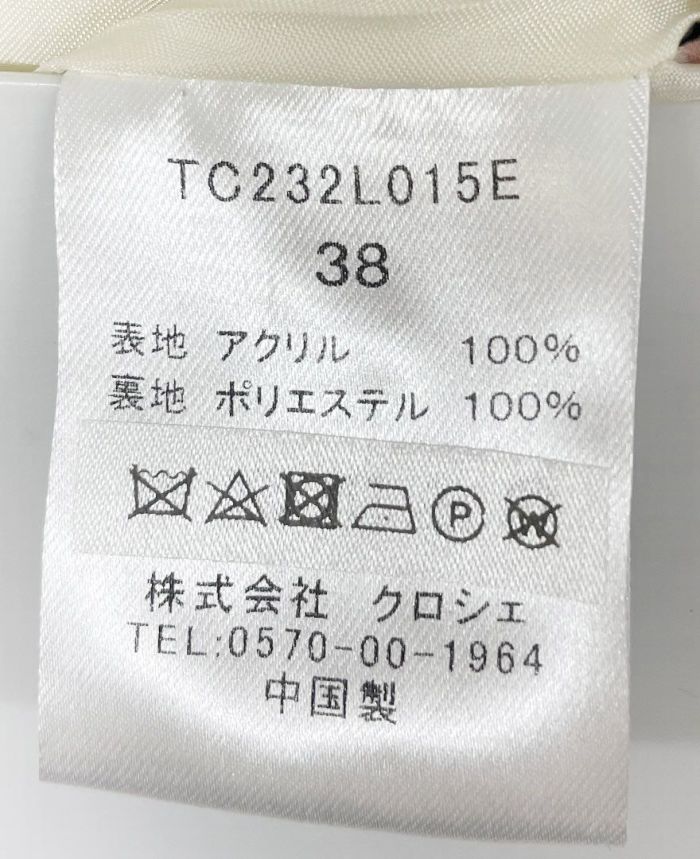 TC232L015E
38
表地 アクリル 100%
裏地 ポリエステル 100%
P W
株式会社 クロシェ
TEL:0570-00-1964
中国製